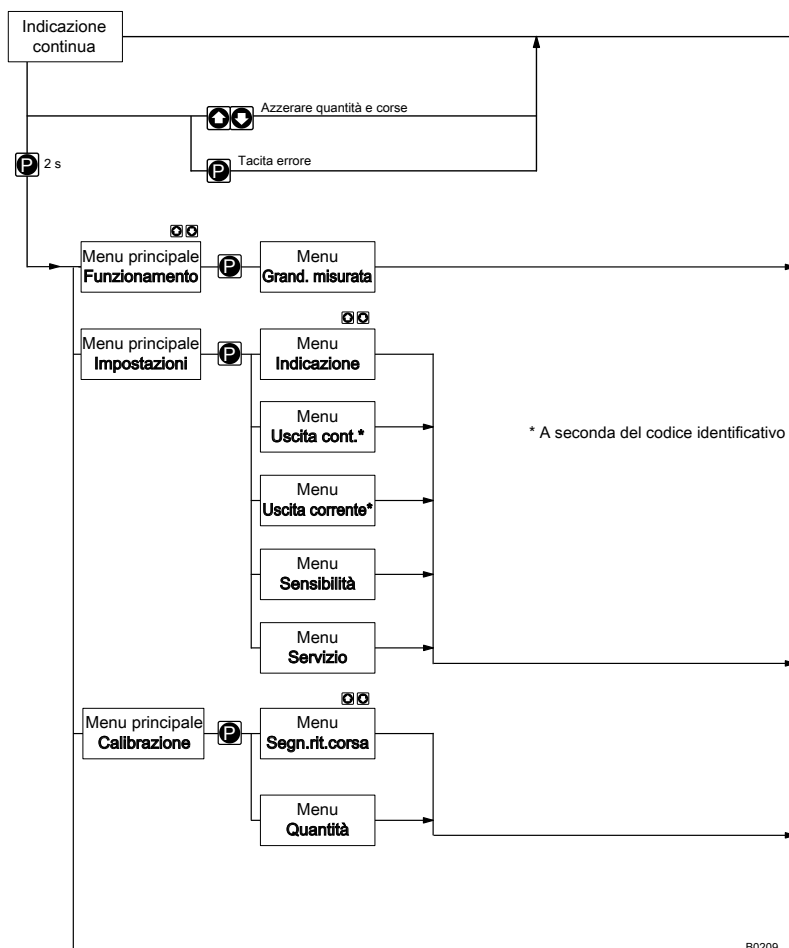 Indicazione
continua
Azzerare quantità e corse
P 2 s
P
Tacita errore
Menu principale
Funzionamento
P
Menu
Grand. misurata
Menu principale
Impostazioni
P
Menu
Indicazione
Menu
Uscita cont.*
* A seconda del codice identificativo
Menu
Uscita corrente*
Menu
Sensibilità
Menu
Servizio
Menu principale
Calibrazione
P
Menu
Segn.rit.corsa
Menu
Quantità
B0209